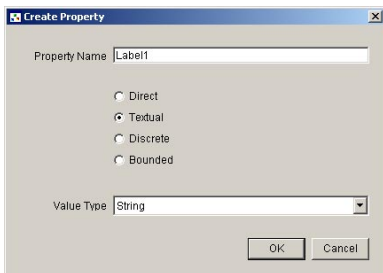 Create Property
Property Name Label1
Direct
Textual
Discrete
Bounded
Value Type String
OK Cancel